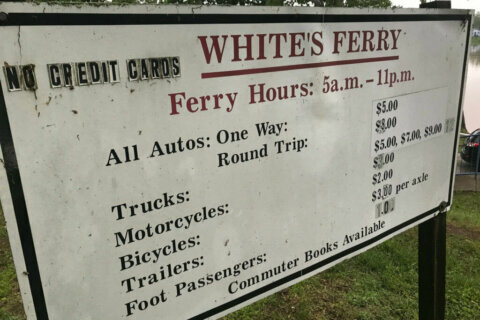 NO CREDIT CARDS
WHITE'S FERRY
Ferry Hours: 5a.m.–11p.m.
All Autos: One Way: $5.00
Round Trip: $8.00
Trucks: $5.00, $7.00, $9.00
Motorcycles:
Bicycles: $2.00
Trailers: $3.00 per axle
Foot Passengers:
Commuter Books Available